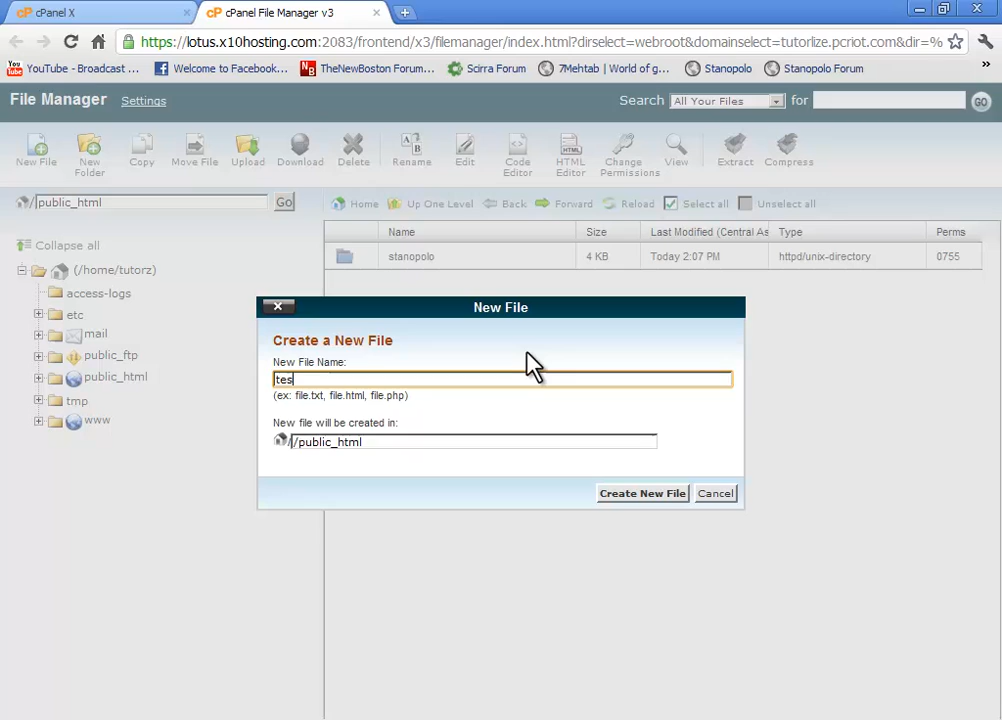 cP cPanel X
cP cPanel File Manager v3
https://lotus.x10hosting.com:2083/frontend/x3/filemanager/index.html?dirselect=webroot&domainselect=tutorlize.pcriot.com&dir=%
You Tube YouTube - Broadcast ...
Welcome to Facebook...
TheNewBoston Forum...
Scirra Forum
7Mehtab | World of g...
Stanopolo
Stanopolo Forum
»
File Manager
Settings
Search
All Your Files
for
GO
New File
New Folder
Copy
Move File
Upload
Download
Delete
Rename
Edit
Code Editor
HTML Editor
Change Permissions
View
Extract
Compress
/public_html
Go
Home
Up One Level
Back
Forward
Reload
Select all
Unselect all
Collapse all
(/home/tutorz)
access-logs
etc
mail
public_ftp
public_html
tmp
www
Name Size Last Modified (Central As Type Perms
stanopolo 4 KB Today 2:07 PM httpd/unix-directory 0755
New File
Create a New File
New File Name:
tes
(ex: file.txt, file.html, file.php)
New file will be created in:
//public_html
Create New File
Cancel